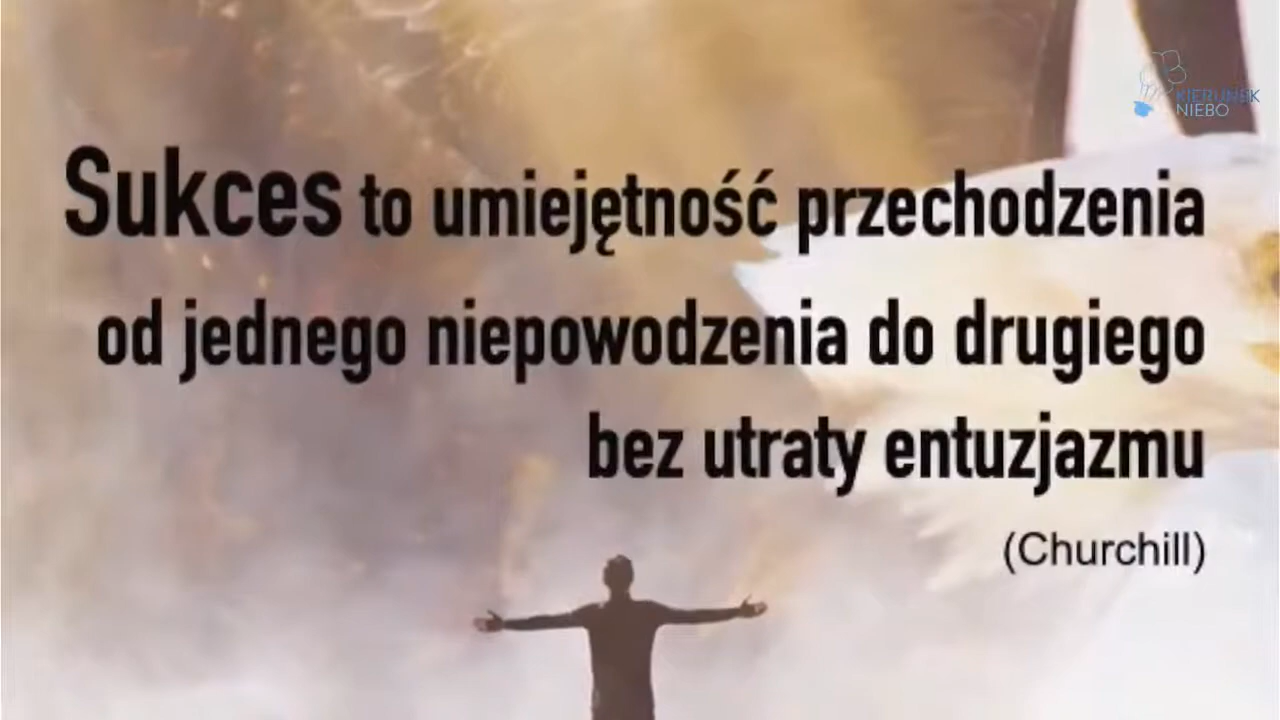 KIERUNEK
NIEBO
Sukces to umiejętność przechodzenia
od jednego niepowodzenia do drugiego
bez utraty entuzjazmu
(Churchill)